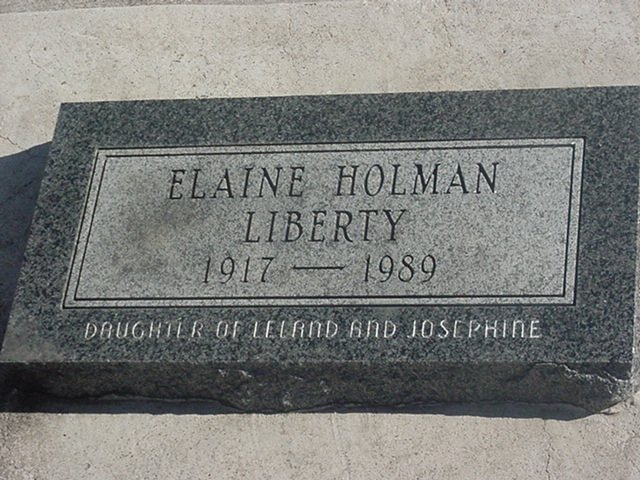 ELAINE HOLMAN
LIBERTY
1917 — 1989
DAUGHTER OF LELAND AND JOSEPHINE